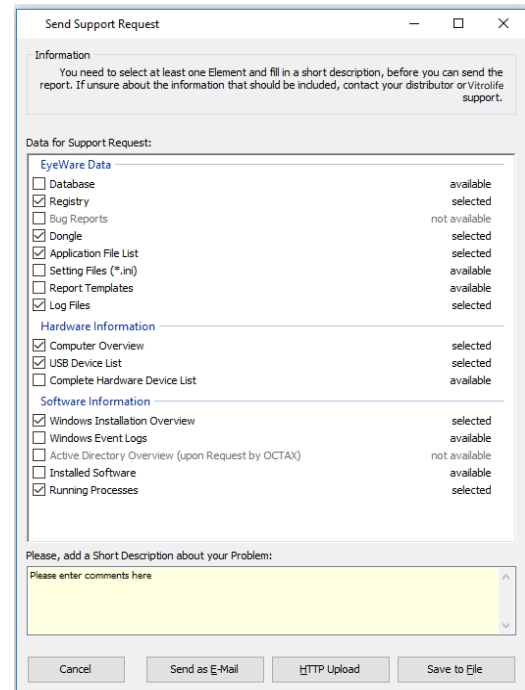 Send Support Request
Information
You need to select at least one Element and fill in a short description, before you can send the
report. If unsure about the information that should be included, contact your distributor or Vitrolife
support.
Data for Support Request:
EyeWare Data
Database available
Registry selected
Bug Reports not available
Dongle selected
Application File List selected
Setting Files (*.ini) available
Report Templates available
Log Files selected
Hardware Information
Computer Overview selected
USB Device List selected
Complete Hardware Device List available
Software Information
Windows Installation Overview selected
Windows Event Logs available
Active Directory Overview (upon Request by OCTAX) not available
Installed Software available
Running Processes selected
Please, add a Short Description about your Problem:
Please enter comments here
Cancel Send as E-Mail HTTP Upload Save to File